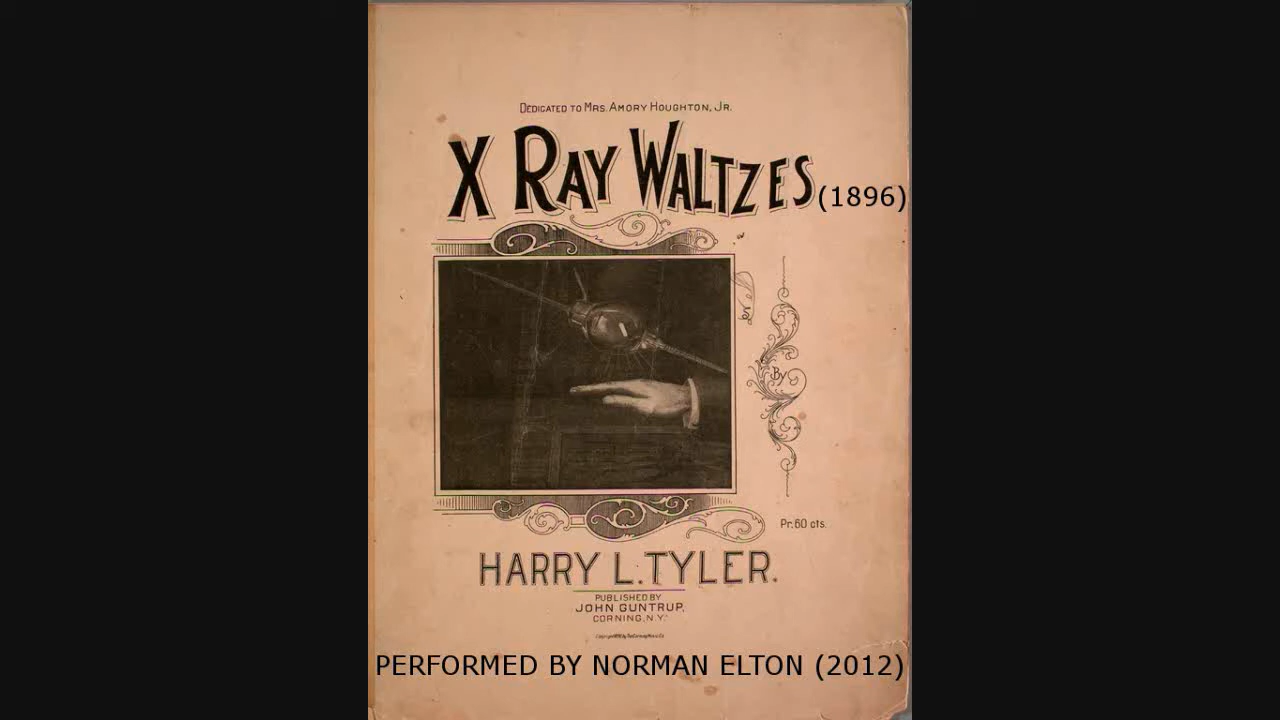 DEDICATED TO MRS. AMORY HOUGHTON, JR.
X RAY WALTZES
(1896)
By
Pr. 60 cts.
HARRY L. TYLER.
PUBLISHED BY
JOHN GUNTRUP,
CORNING, N.Y.
PERFORMED BY NORMAN ELTON (2012)